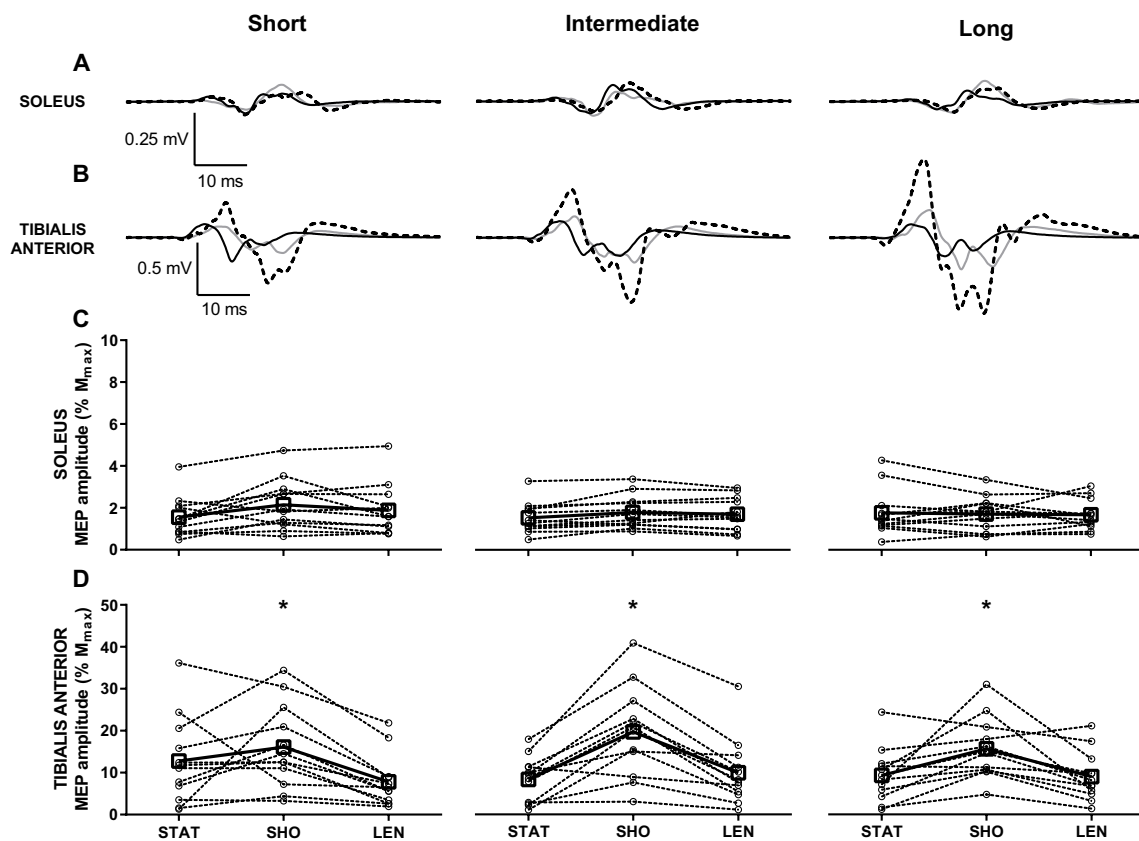 Short
Intermediate
Long
A
SOLEUS
0.25 mV
10 ms
B
TIBIALIS
ANTERIOR
0.5 mV
10 ms
C
SOLEUS
MEP amplitude (% Mmax)
10
8
6
4
2
0
D
TIBIALIS ANTERIOR
MEP amplitude (% Mmax)
50
40
30
20
10
0
* * *
STAT SHO LEN STAT SHO LEN STAT SHO LEN